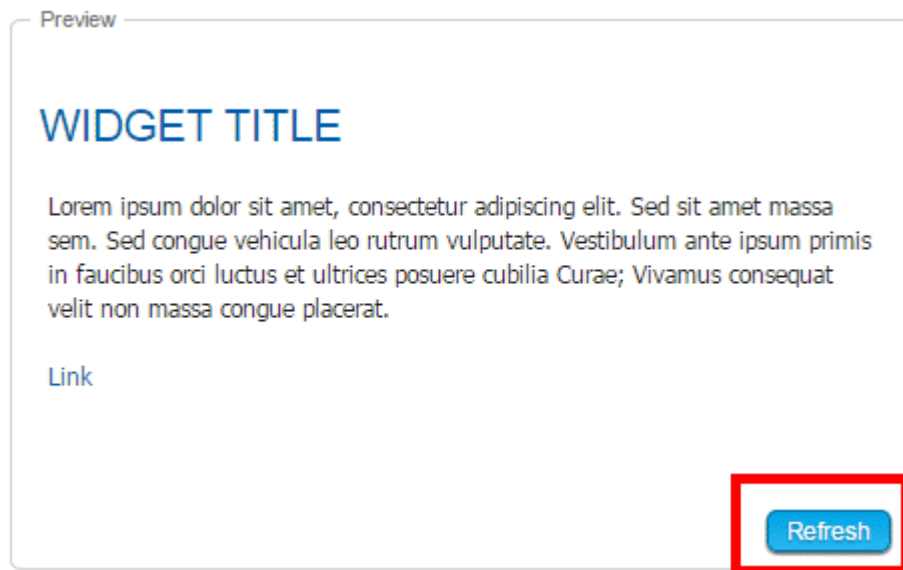 Preview
WIDGET TITLE
Lorem ipsum dolor sit amet, consectetur adipiscing elit. Sed sit amet massa
sem. Sed congue vehicula leo rutrum vulputate. Vestibulum ante ipsum primis
in faucibus orci luctus et ultrices posuere cubilia Curae; Vivamus consequat
velit non massa congue placerat.
Link
Refresh